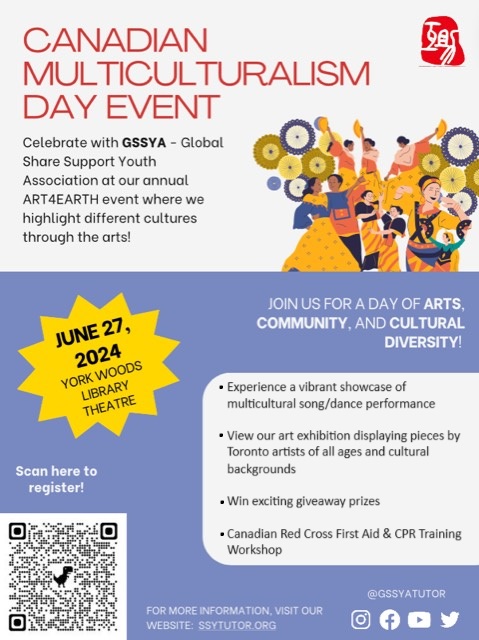 CANADIAN
MULTICULTURALISM
DAY EVENT
Celebrate with GSSYA - Global
Share Support Youth
Association at our annual
ART4EARTH event where we
highlight different cultures
through the arts!
JOIN US FOR A DAY OF ARTS,
COMMUNITY, AND CULTURAL
DIVERSITY!
JUNE 27,
2024
YORK WOODS
LIBRARY
THEATRE
▪ Experience a vibrant showcase of
multicultural song/dance performance
▪ View our art exhibition displaying pieces by
Toronto artists of all ages and cultural
backgrounds
▪ Win exciting giveaway prizes
▪ Canadian Red Cross First Aid & CPR Training
Workshop
Scan here to
register!
@GSSYATUTOR
FOR MORE INFORMATION, VISIT OUR
WEBSITE: SSYTUTOR.ORG